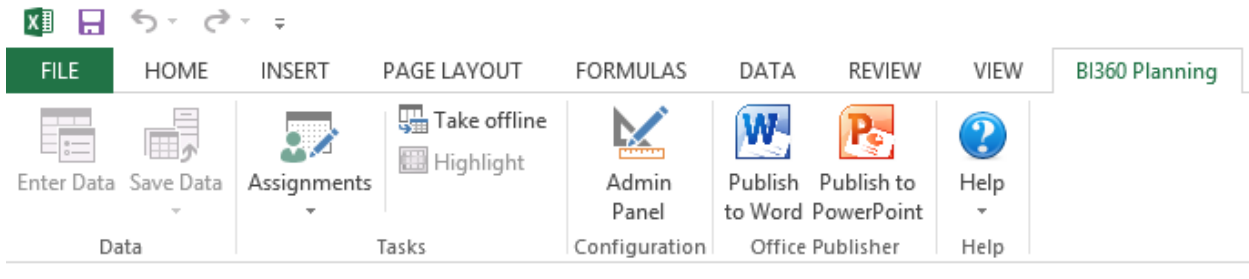 FILE HOME INSERT PAGE LAYOUT FORMULAS DATA REVIEW VIEW BI360 Planning
Take offline
Highlight
Enter Data Save Data Assignments Admin Publish Publish to Help
Panel to Word PowerPoint
Data Tasks Configuration Office Publisher Help